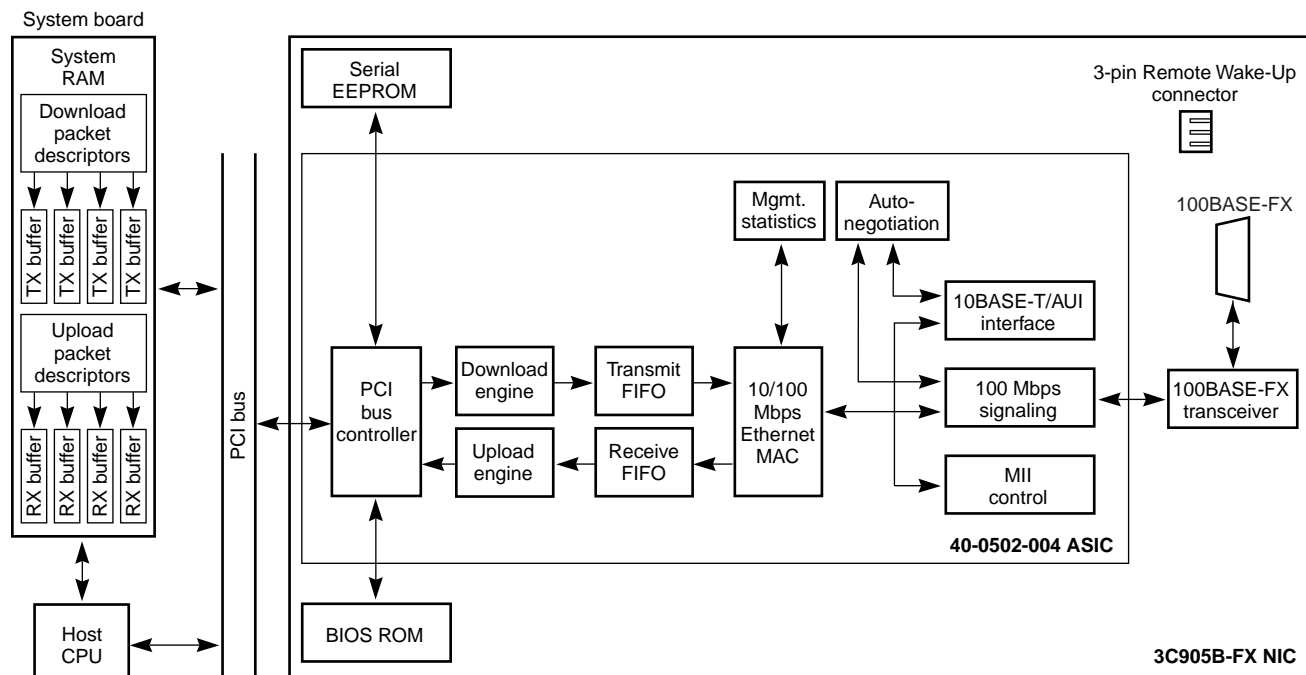 System board
System
RAM
Download
packet
descriptors
TX buffer
TX buffer
TX buffer
TX buffer
Upload
packet
descriptors
RX buffer
RX buffer
RX buffer
RX buffer
Host
CPU
PCI bus
Serial
EEPROM
3-pin Remote Wake-Up
connector
Mgmt.
statistics
Auto-
negotiation
100BASE-FX
10BASE-T/AUI
interface
PCI
bus
controller
Download
engine
Transmit
FIFO
10/100
Mbps
Ethernet
MAC
100 Mbps
signaling
100BASE-FX
transceiver
Upload
engine
Receive
FIFO
MII
control
40-0502-004 ASIC
BIOS ROM
3C905B-FX NIC